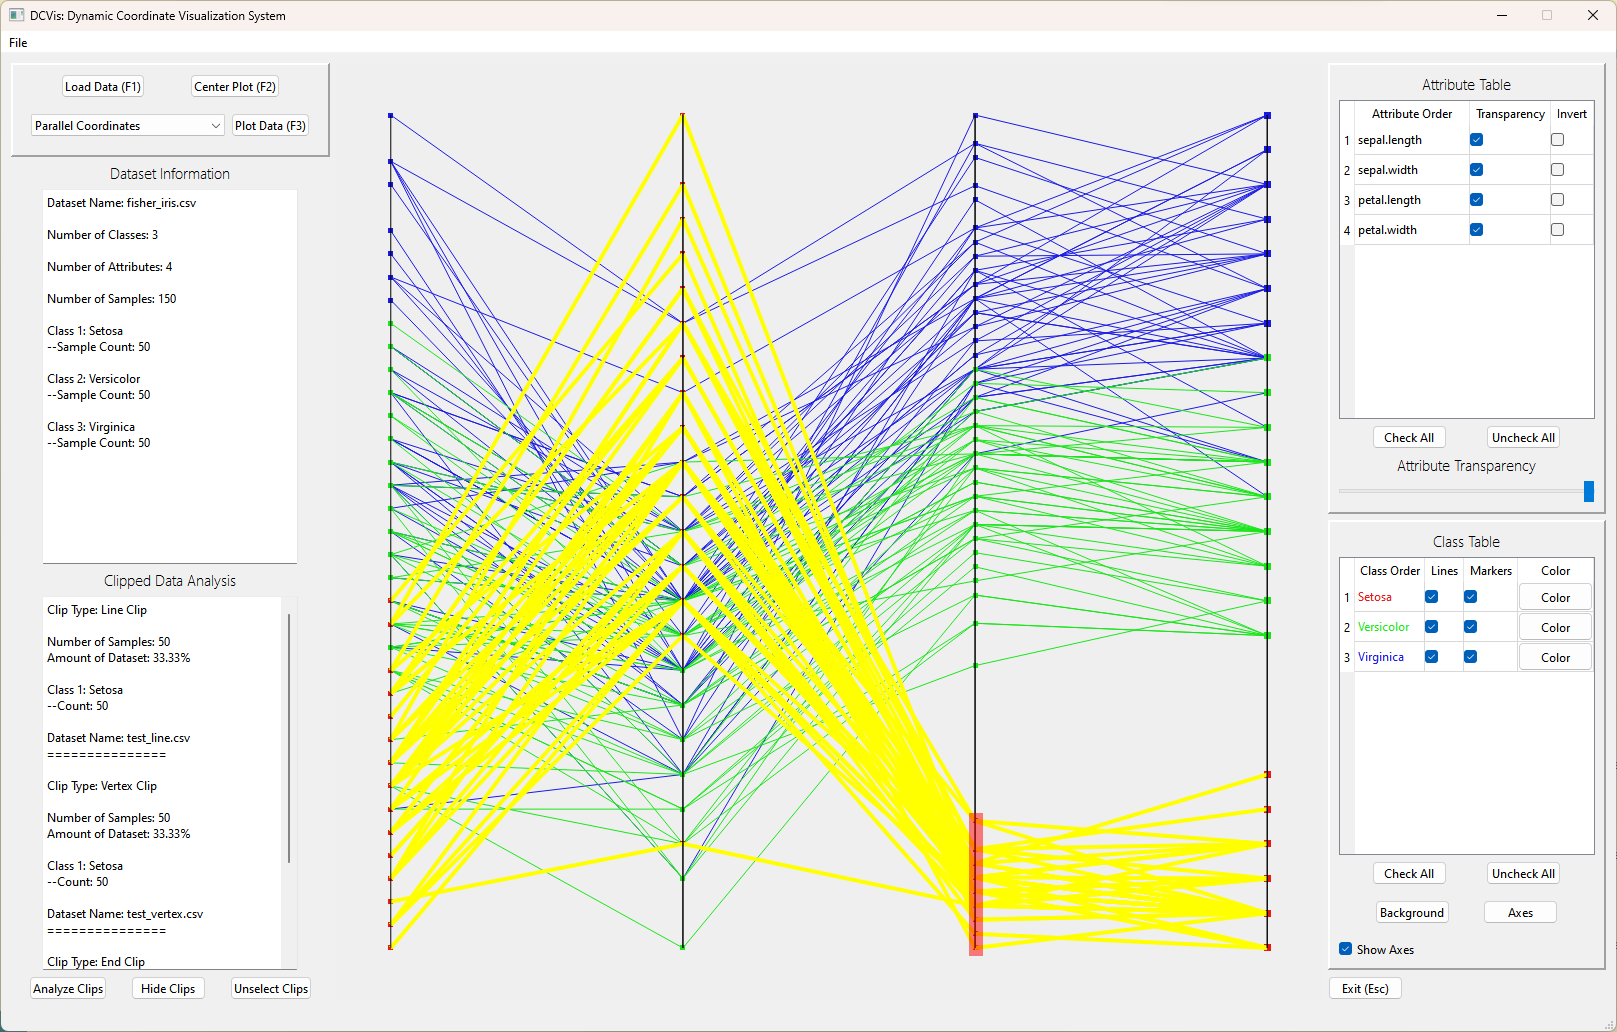 DCVis: Dynamic Coordinate Visualization System
File
Load Data (F1)
Center Plot (F2)
Parallel Coordinates
Plot Data (F3)
Dataset Information
Dataset Name: fisher_iris.csv
Number of Classes: 3
Number of Attributes: 4
Number of Samples: 150
Class 1: Setosa
--Sample Count: 50
Class 2: Versicolor
--Sample Count: 50
Class 3: Virginica
--Sample Count: 50
Clipped Data Analysis
Clip Type: Line Clip
Number of Samples: 50
Amount of Dataset: 33.33%
Class 1: Setosa
--Count: 50
Dataset Name: test_line.csv
===============
Clip Type: Vertex Clip
Number of Samples: 50
Amount of Dataset: 33.33%
Class 1: Setosa
--Count: 50
Dataset Name: test_vertex.csv
===============
Clip Type: End Clip
Analyze Clips
Hide Clips
Unselect Clips
Attribute Table
Attribute Order Transparency Invert
1 sepal.length
2 sepal.width
3 petal.length
4 petal.width
Check All
Uncheck All
Attribute Transparency
Class Table
Class Order Lines Markers Color
1 Setosa Color
2 Versicolor Color
3 Virginica Color
Check All
Uncheck All
Background
Axes
Show Axes
Exit (Esc)